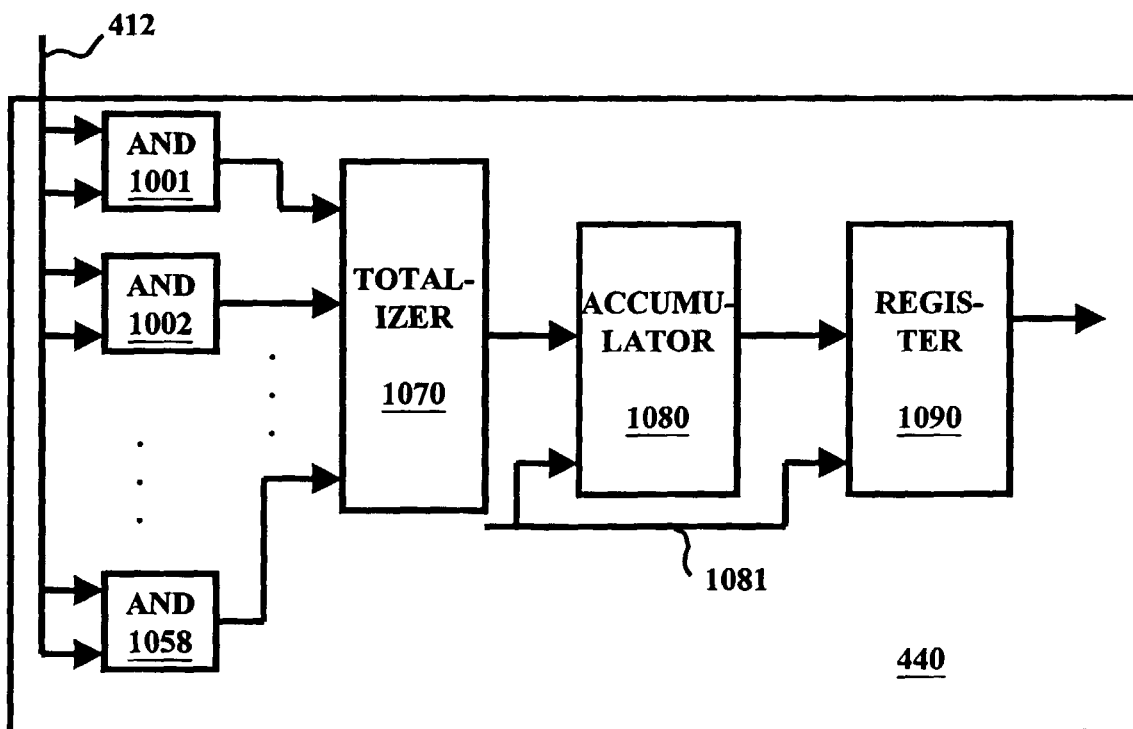 412
AND
1001
AND
1002
AND
1058
TOTAL-
IZER
1070
ACCUMU-
LATOR
1080
REGIS-
TER
1090
1081
440